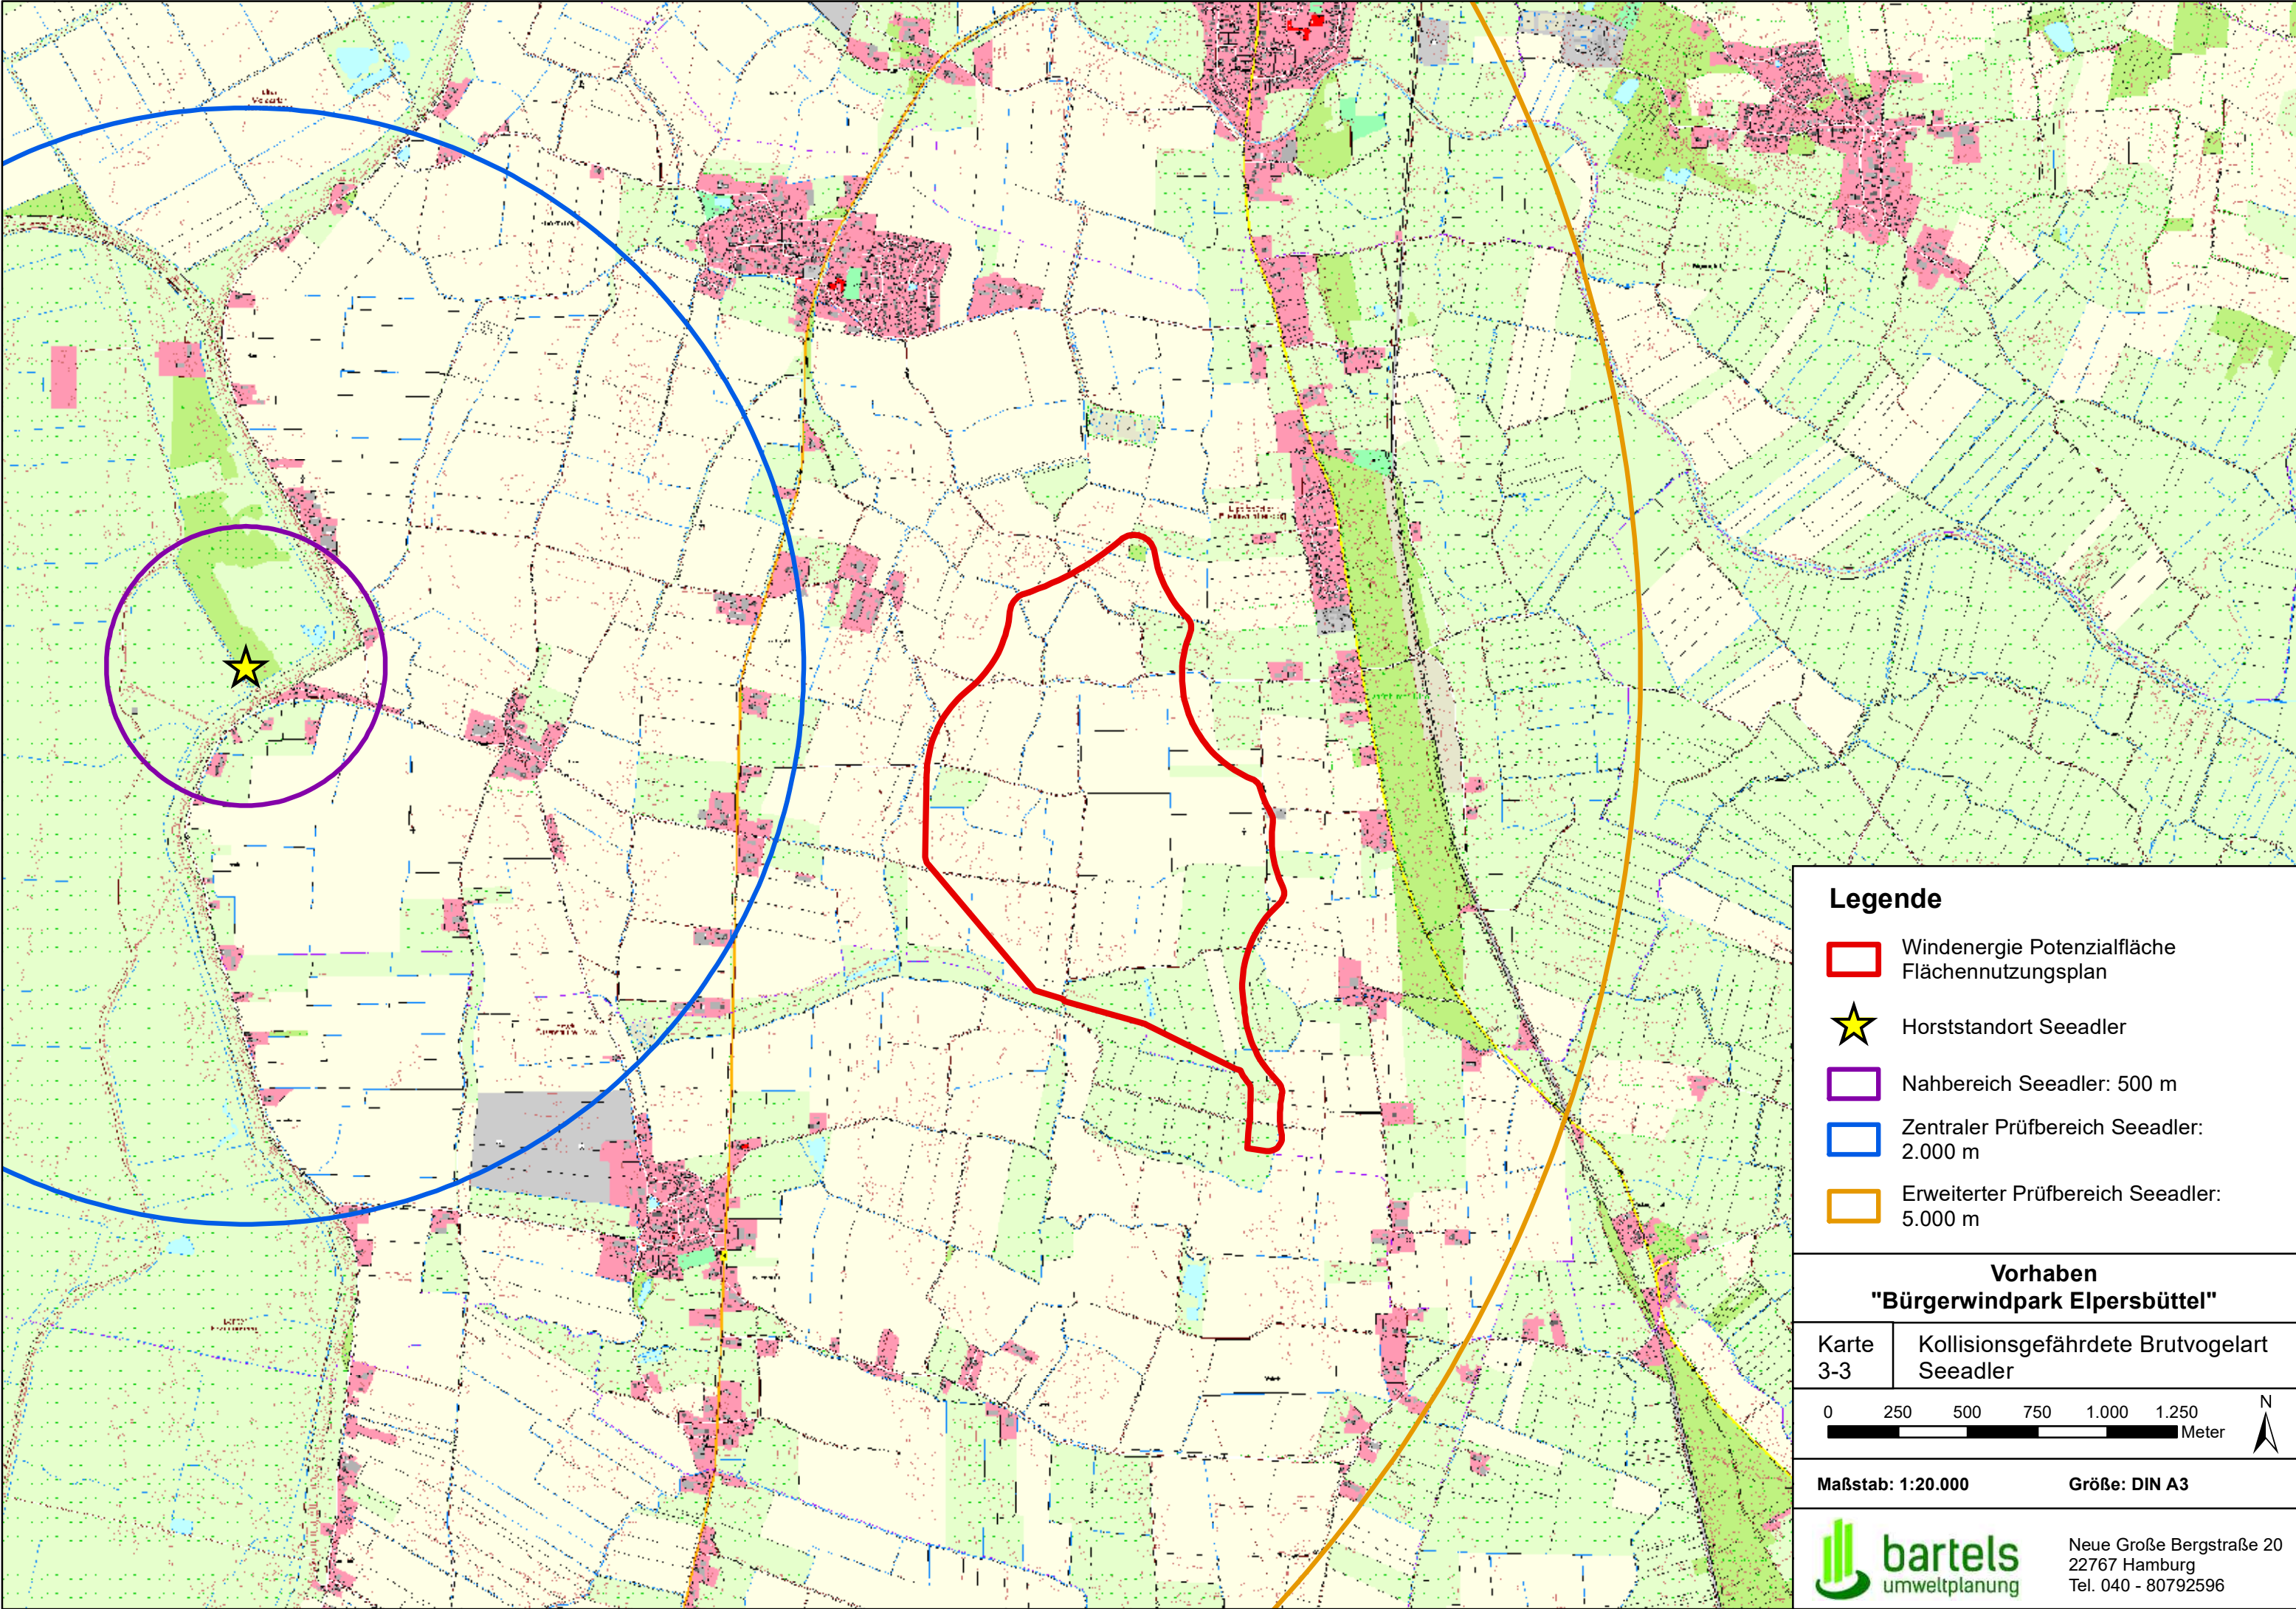 Legende
Windenergie Potenzialfläche
Flächennutzungsplan
Horststandort Seeadler
Nahbereich Seeadler: 500 m
Zentraler Prüfbereich Seeadler:
2.000 m
Erweiterter Prüfbereich Seeadler:
5.000 m
Vorhaben
"Bürgerwindpark Elpersbüttel"
Karte
3-3
Kollisionsgefährdete Brutvogelart
Seeadler
0 250 500 750 1.000 1.250
Meter
N
Maßstab: 1:20.000 Größe: DIN A3
bartels
umweltplanung
Neue Große Bergstraße 20
22767 Hamburg
Tel. 040 - 80792596